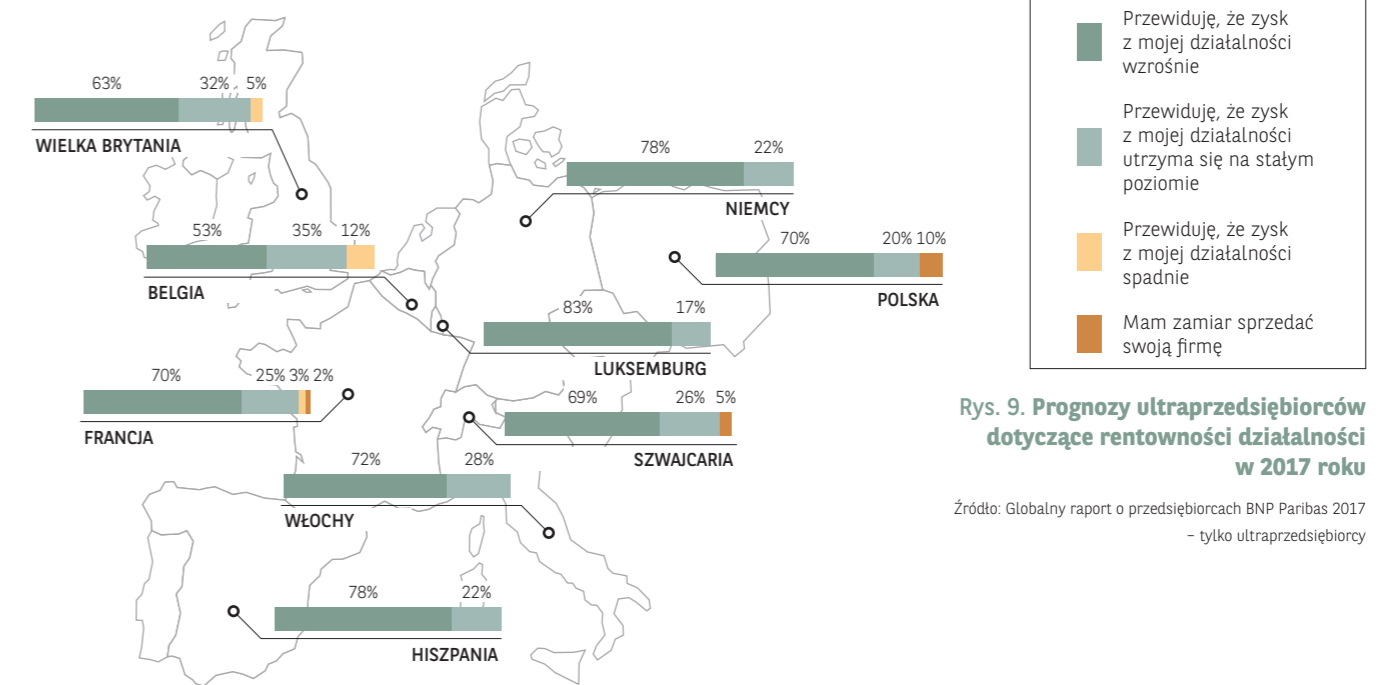 63% 32% 5%
WIELKA BRYTANIA
53% 35% 12%
BELGIA
78% 22%
NIEMCY
70% 20% 10%
POLSKA
83% 17%
LUKSEMBURG
70% 25% 3% 2%
FRANCJA
69% 26% 5%
SZWAJCARIA
72% 28%
WŁOCHY
78% 22%
HISZPANIA
Przewiduję, że zysk
z mojej działalności
wzrośnie
Przewiduję, że zysk
z mojej działalności
utrzyma się na stałym
poziomie
Przewiduję, że zysk
z mojej działalności
spadnie
Mam zamiar sprzedać
swoją firmę
Rys. 9. Prognozy ultraprzedsiębiorców
dotyczące rentowności działalności
w 2017 roku
Źródło: Globalny raport o przedsiębiorcach BNP Paribas 2017
– tylko ultraprzedsiębiorcy